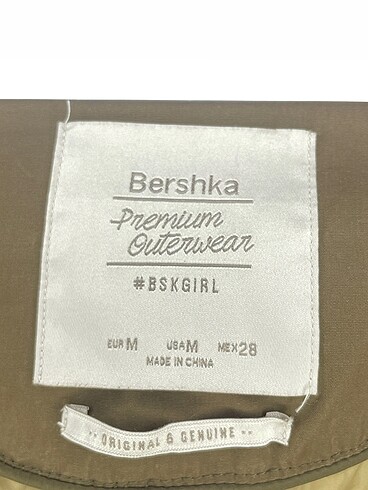 Bershka
Premium
Outerwear
#BSKGIRL
EUR M USA M MEX 28
MADE IN CHINA
-- ORIGINAL & GENUINE --